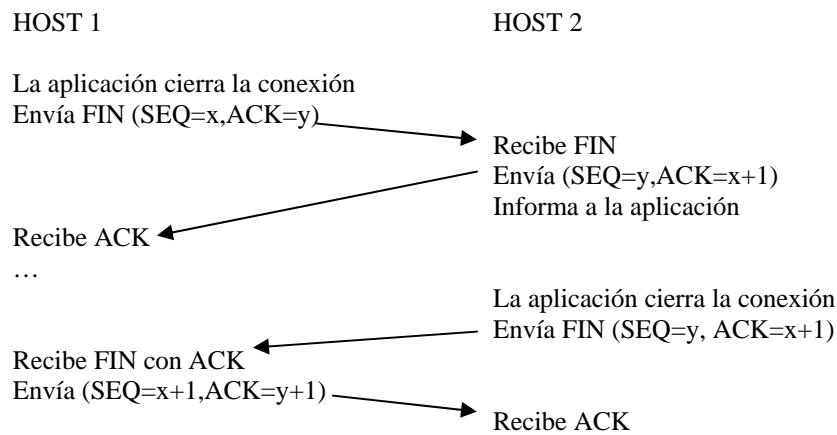 HOST 1 HOST 2
La aplicación cierra la conexión
Envía FIN (SEQ=x,ACK=y)
Recibe FIN
Envía (SEQ=y,ACK=x+1)
Informa a la aplicación
Recibe ACK
…
La aplicación cierra la conexión
Envía FIN (SEQ=y, ACK=x+1)
Recibe FIN con ACK
Envía (SEQ=x+1,ACK=y+1)
Recibe ACK